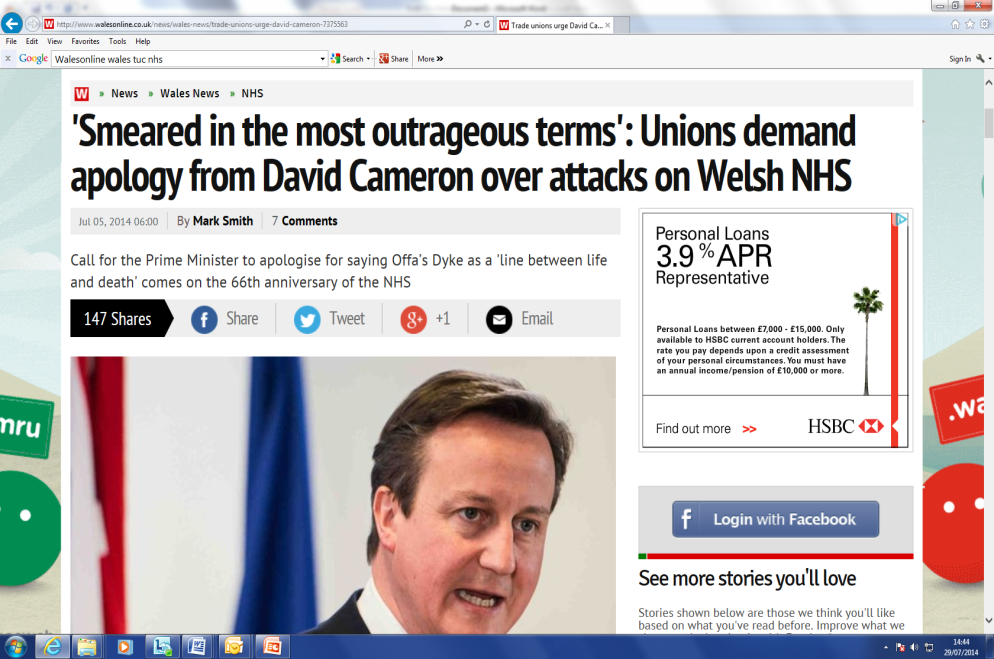 http://www.walesonline.co.uk/news/wales-news/trade-unions-urge-david-cameron-7375563
Trade unions urge David Ca...
File Edit View Favorites Tools Help
x Google Walesonline wales tuc nhs Search Share More »
Sign In
W » News » Wales News » NHS
'Smeared in the most outrageous terms': Unions demand
apology from David Cameron over attacks on Welsh NHS
Jul 05, 2014 06:00 By Mark Smith 7 Comments
Call for the Prime Minister to apologise for saying Offa's Dyke as a 'line between life
and death' comes on the 66th anniversary of the NHS
147 Shares Share Tweet +1 Email
Personal Loans
3.9% APR
Representative
Personal Loans between £7,000 - £15,000. Only
available to HSBC current account holders. The
rate you pay depends upon a credit assessment
of your personal circumstances. You must have
an annual income/pension of £10,000 or more.
Find out more >> HSBC
mru
.wa
Login with Facebook
See more stories you'll love
Stories shown below are those we think you'll like
based on what you've read before. Improve what we
14:44
29/07/2014